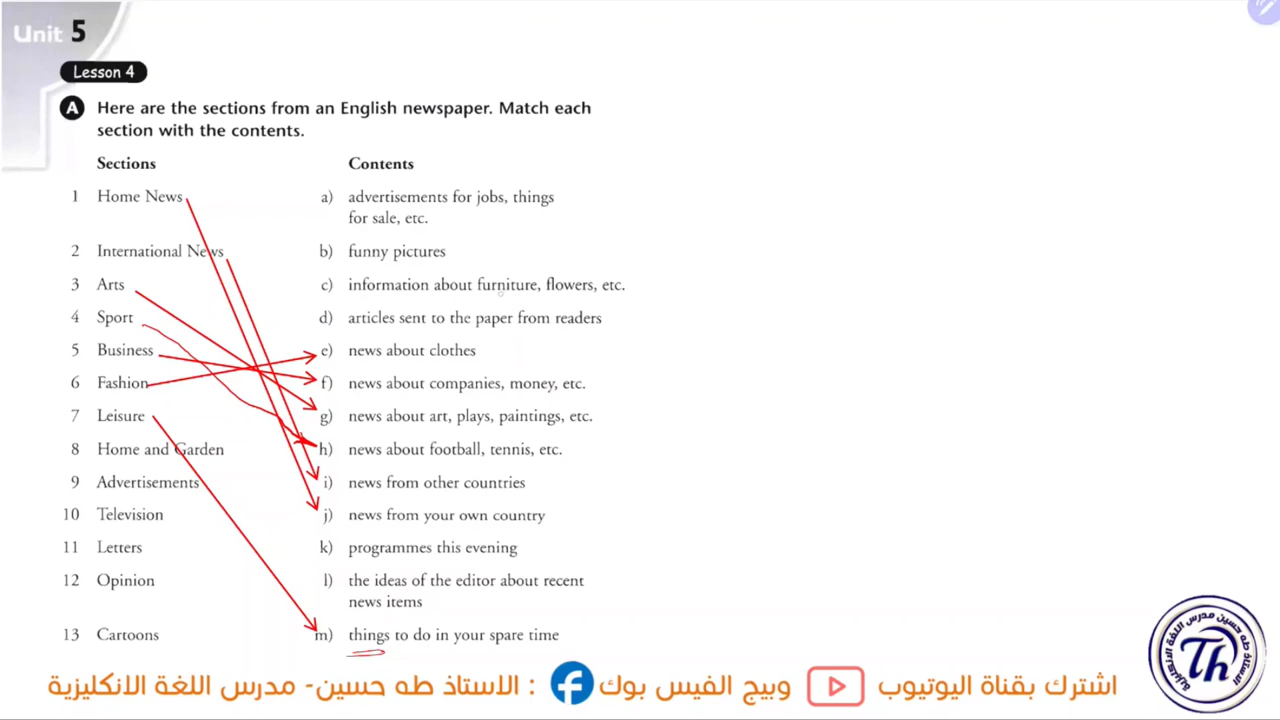 Unit 5
Lesson 4
A Here are the sections from an English newspaper. Match each
section with the contents.
Sections Contents
1 Home News a) advertisements for jobs, things
for sale, etc.
2 International News b) funny pictures
3 Arts c) information about furniture, flowers, etc.
4 Sport d) articles sent to the paper from readers
5 Business e) news about clothes
6 Fashion f) news about companies, money, etc.
7 Leisure g) news about art, plays, paintings, etc.
8 Home and Garden h) news about football, tennis, etc.
9 Advertisements i) news from other countries
10 Television j) news from your own country
11 Letters k) programmes this evening
12 Opinion l) the ideas of the editor about recent
news items
13 Cartoons m) things to do in your spare time
اشترك بقناة اليوتيوب وبيج الفيس بوك : الاستاذ طه حسين- مدرس اللغة الانكليزية
الاستاذ طه حسين مدرس اللغة الانكليزية
Th